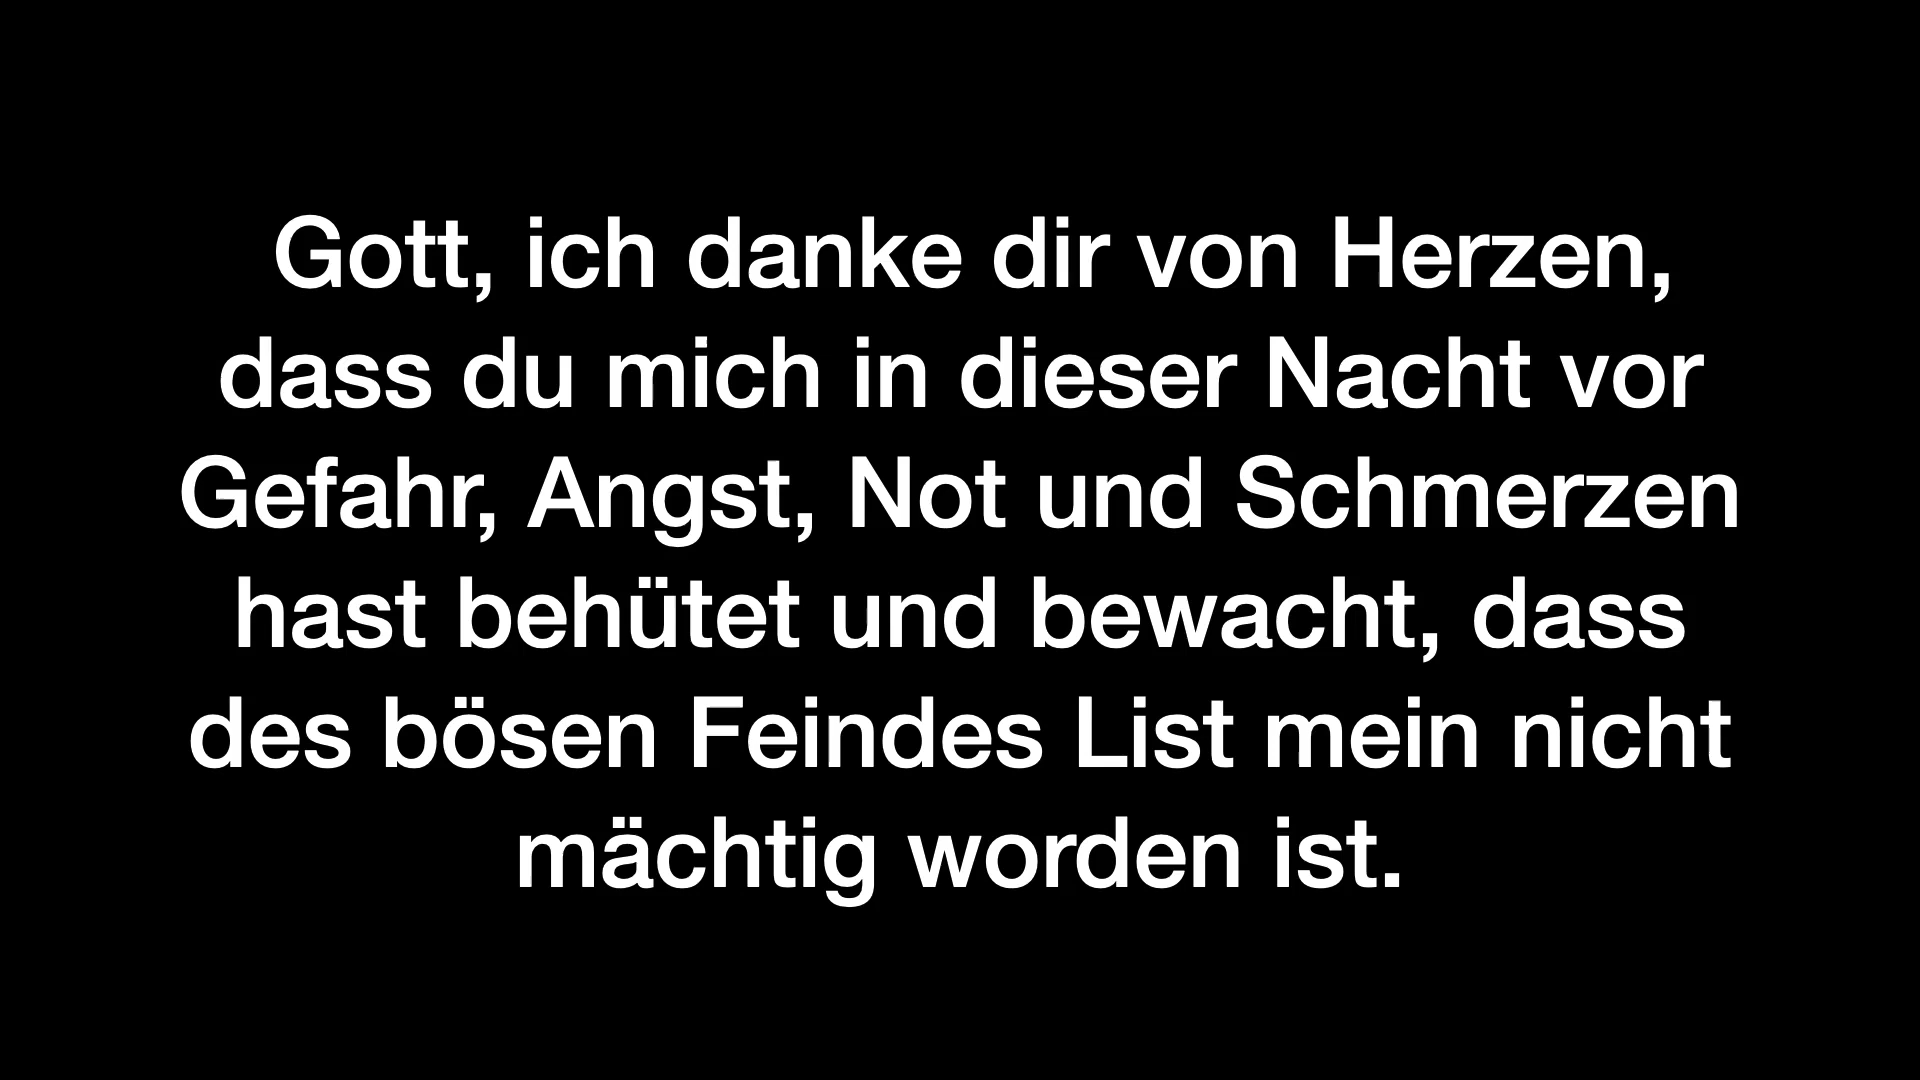 Gott, ich danke dir von Herzen,
dass du mich in dieser Nacht vor
Gefahr, Angst, Not und Schmerzen
hast behütet und bewacht, dass
des bösen Feindes List mein nicht
mächtig worden ist.